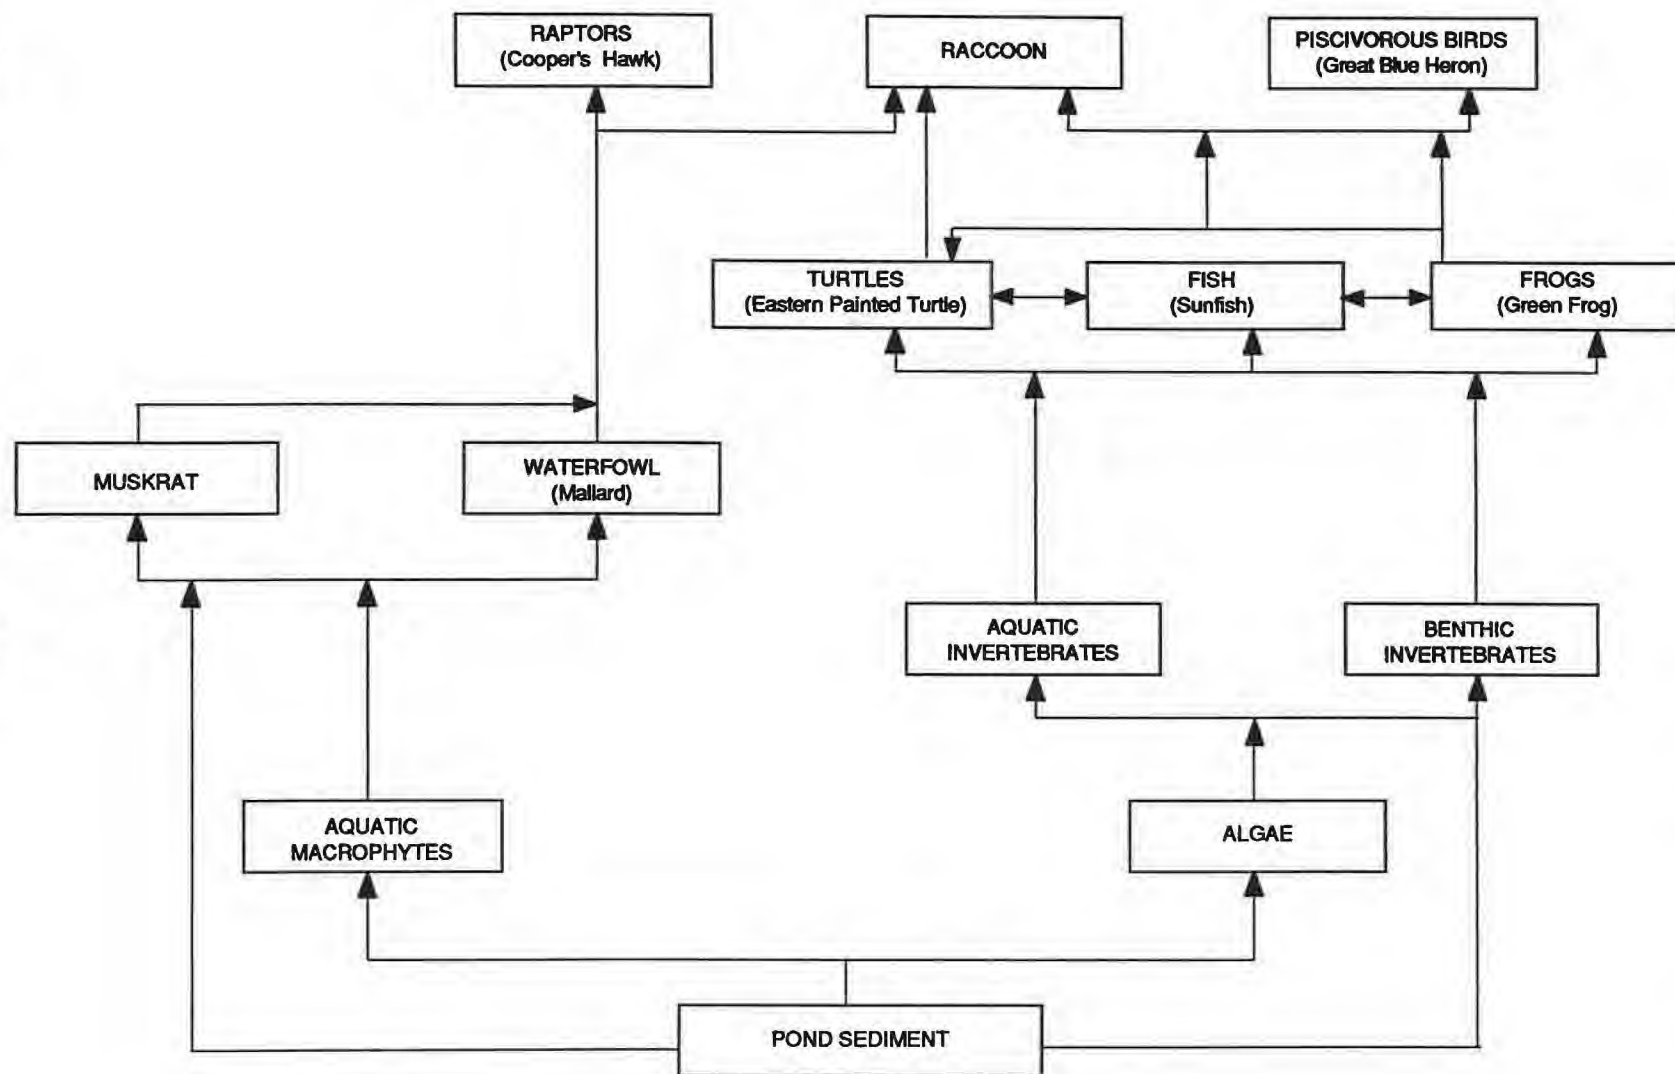 RAPTORS
(Cooper's Hawk)
RACCOON
PISCIVOROUS BIRDS
(Great Blue Heron)
TURTLES
(Eastern Painted Turtle)
FISH
(Sunfish)
FROGS
(Green Frog)
MUSKRAT
WATERFOWL
(Mallard)
AQUATIC
INVERTEBRATES
BENTHIC
INVERTEBRATES
AQUATIC
MACROPHYTES
ALGAE
POND SEDIMENT